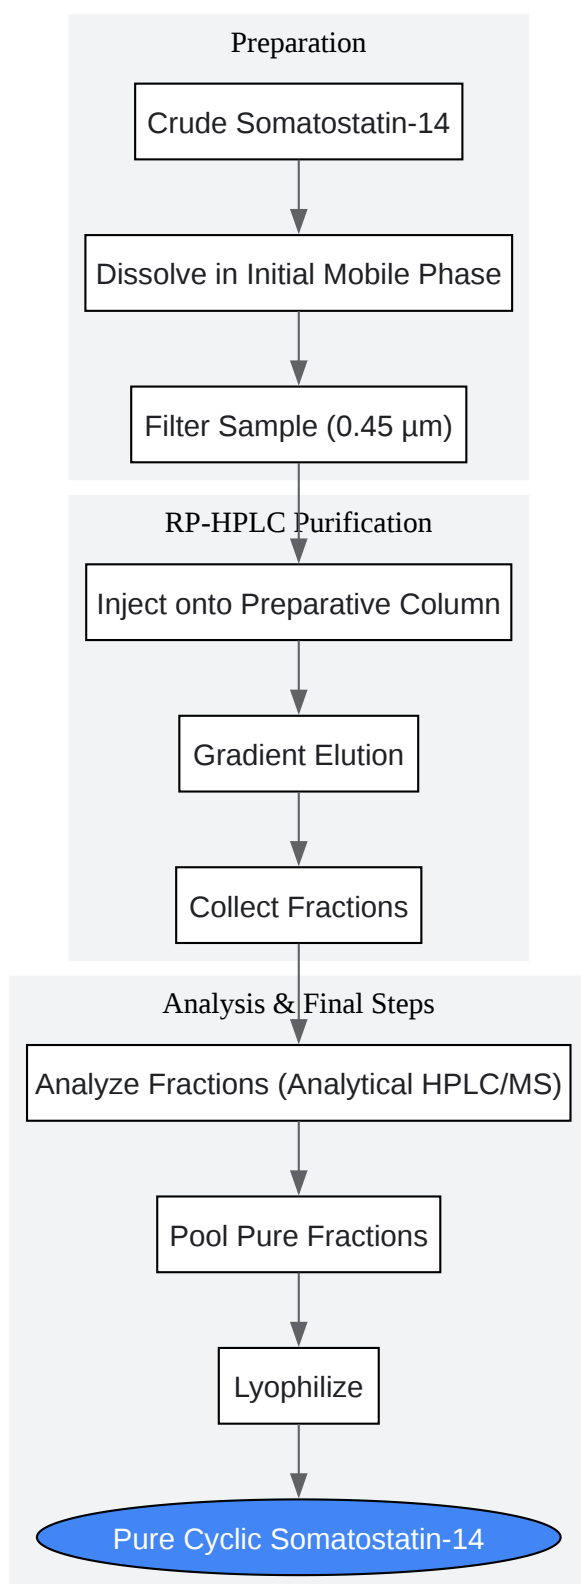 Preparation
Crude Somatostatin-14
Dissolve in Initial Mobile Phase
Filter Sample (0.45 µm)
RP-HPLC Purification
Inject onto Preparative Column
Gradient Elution
Collect Fractions
Analysis & Final Steps
Analyze Fractions (Analytical HPLC/MS)
Pool Pure Fractions
Lyophilize
Pure Cyclic Somatostatin-14